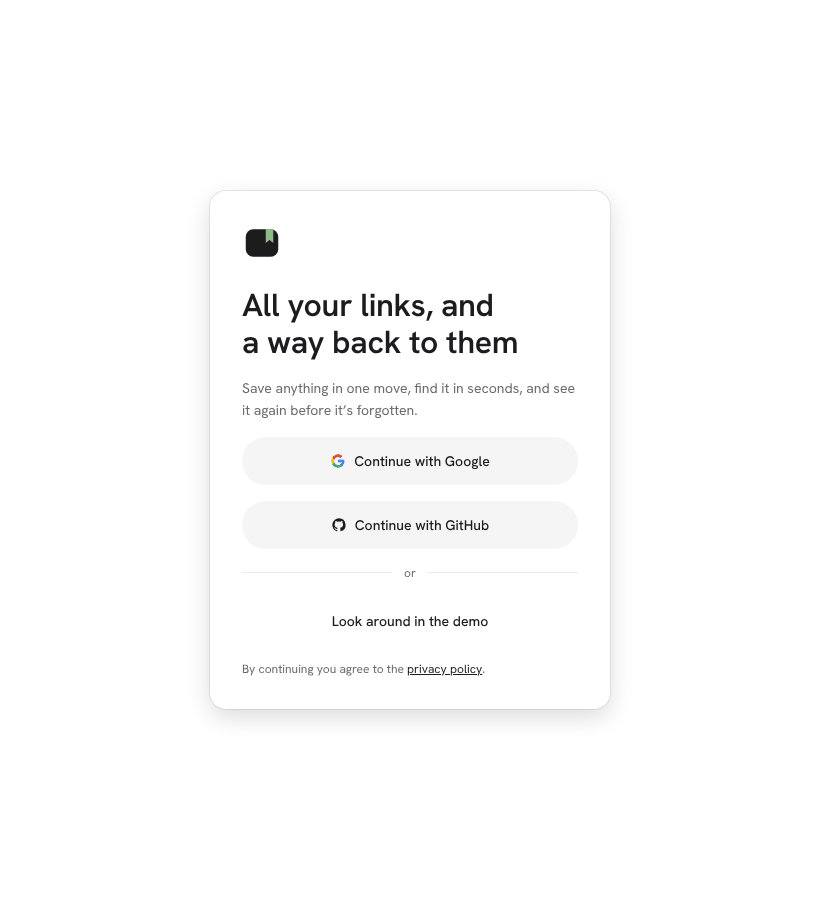 All your links, and
a way back to them
Save anything in one move, find it in seconds, and see
it again before it’s forgotten.
Continue with Google
Continue with GitHub
or
Look around in the demo
By continuing you agree to the privacy policy.